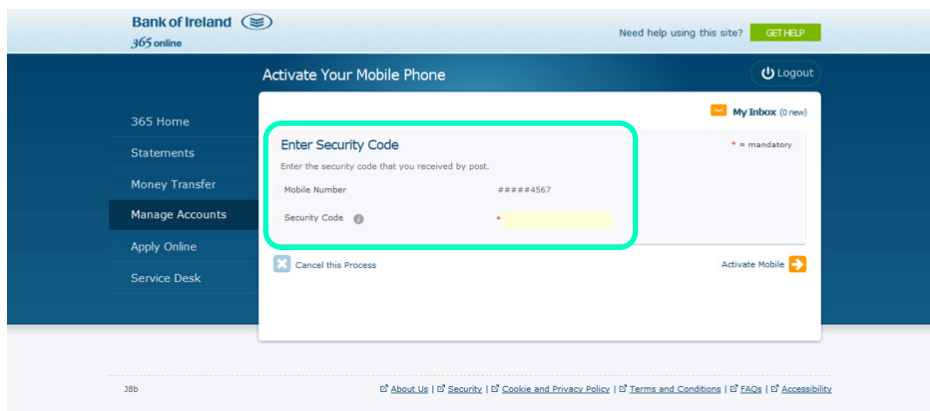 Bank of Ireland
365 online
Need help using this site? GET HELP
Activate Your Mobile Phone
Logout
My Inbox (0 new)
365 Home
Statements
Money Transfer
Manage Accounts
Apply Online
Service Desk
Enter Security Code
* = mandatory
Enter the security code that you received by post.
Mobile Number #####4567
Security Code i *
Cancel this Process
Activate Mobile
J8b
About Us | Security | Cookie and Privacy Policy | Terms and Conditions | FAQs | Accessibility